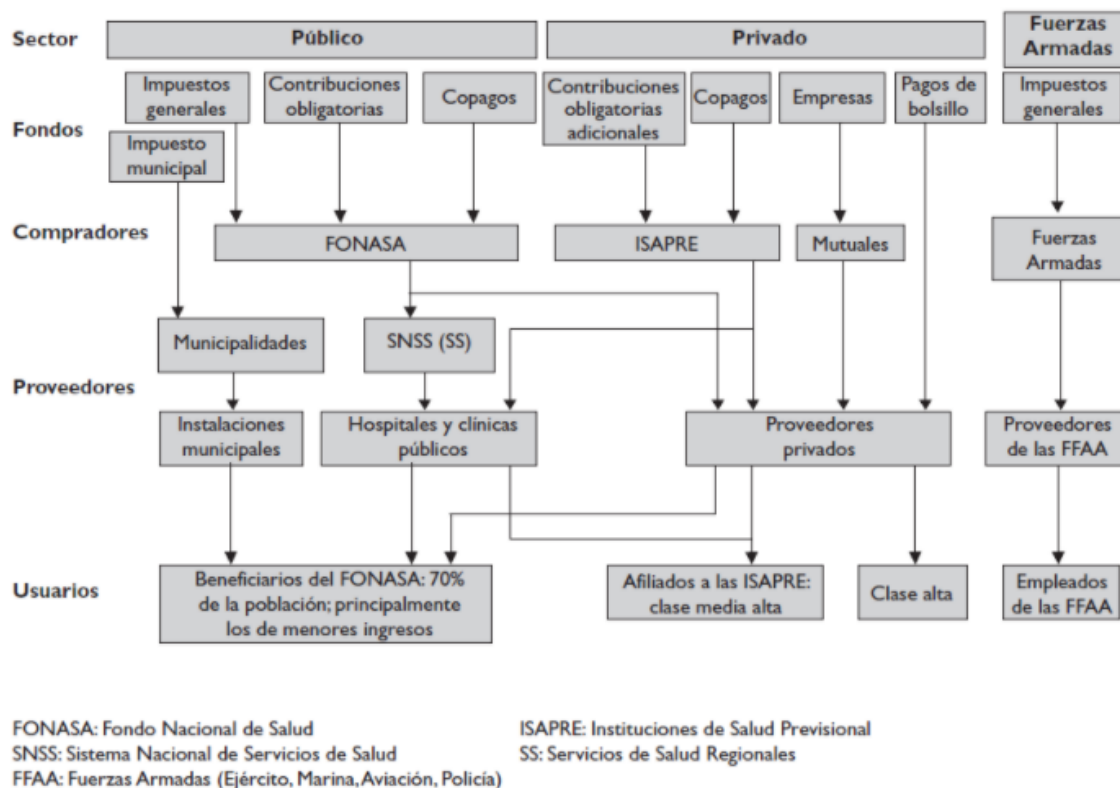 Sector
Público
Privado
Fuerzas
Armadas
Fondos
Impuestos
generales
Contribuciones
obligatorias
Copagos
Contribuciones
obligatorias
adicionales
Copagos
Empresas
Pagos de
bolsillo
Impuestos
generales
Impuesto
municipal
Compradores
FONASA
ISAPRE
Mutuales
Fuerzas
Armadas
Proveedores
Municipalidades
SNSS (SS)
Instalaciones
municipales
Hospitales y clínicas
públicos
Proveedores
privados
Proveedores
de las FFAA
Usuarios
Beneficiarios del FONASA: 70%
de la población; principalmente
los de menores ingresos
Afiliados a las ISAPRE:
clase media alta
Clase alta
Empleados
de las FFAA
FONASA: Fondo Nacional de Salud
ISAPRE: Instituciones de Salud Previsional
SNSS: Sistema Nacional de Servicios de Salud
SS: Servicios de Salud Regionales
FFAA: Fuerzas Armadas (Ejército, Marina, Aviación, Policía)